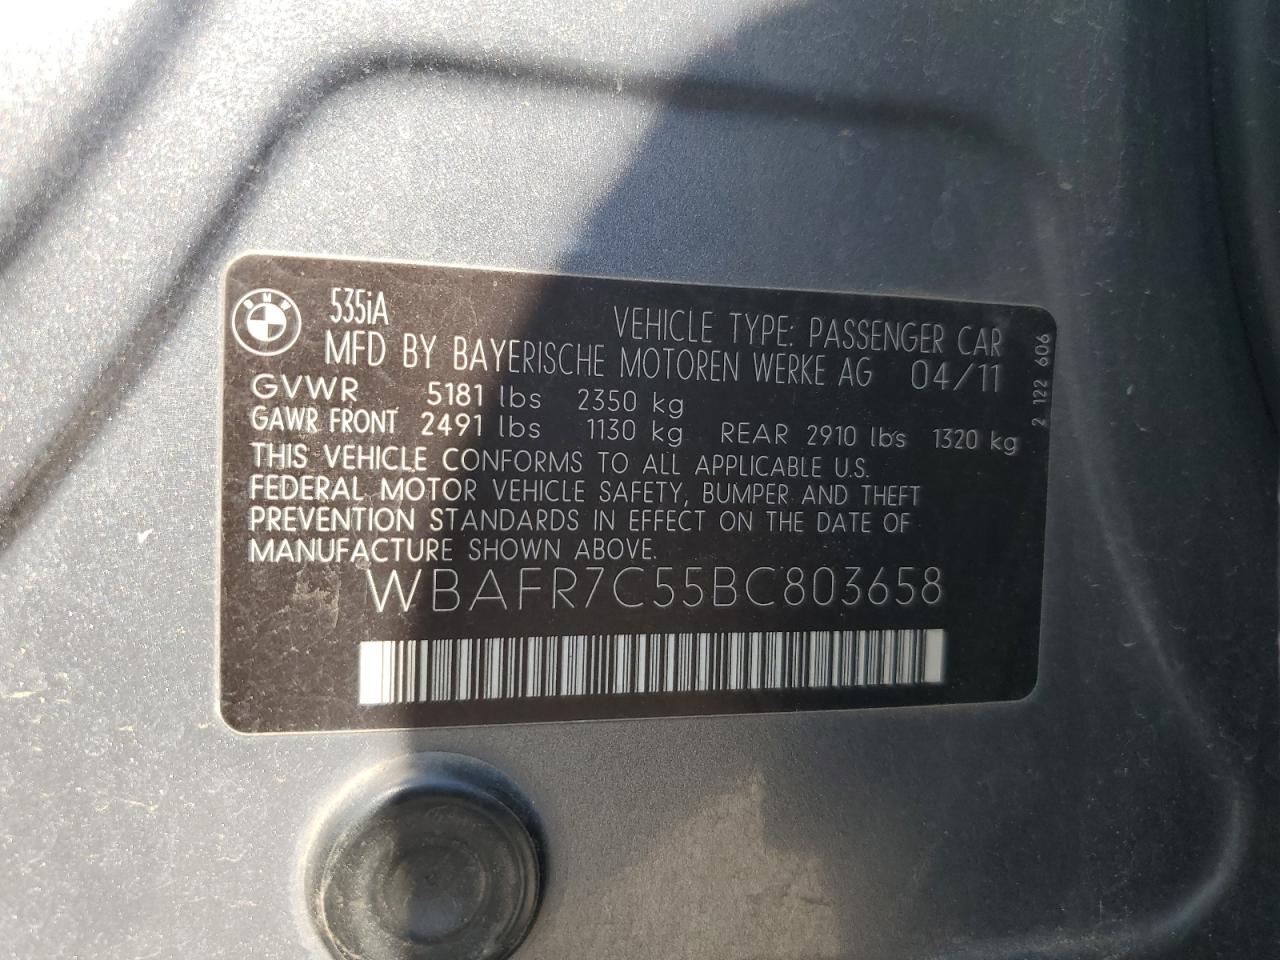 BMW
535iA
VEHICLE TYPE: PASSENGER CAR
MFD BY BAYERISCHE MOTOREN WERKE AG 04/11
GVWR 5181 lbs 2350 kg
GAWR FRONT 2491 lbs 1130 kg REAR 2910 lbs 1320 kg
THIS VEHICLE CONFORMS TO ALL APPLICABLE U.S.
FEDERAL MOTOR VEHICLE SAFETY, BUMPER AND THEFT
PREVENTION STANDARDS IN EFFECT ON THE DATE OF
MANUFACTURE SHOWN ABOVE.
WBAFR7C55BC803658
2 122 606